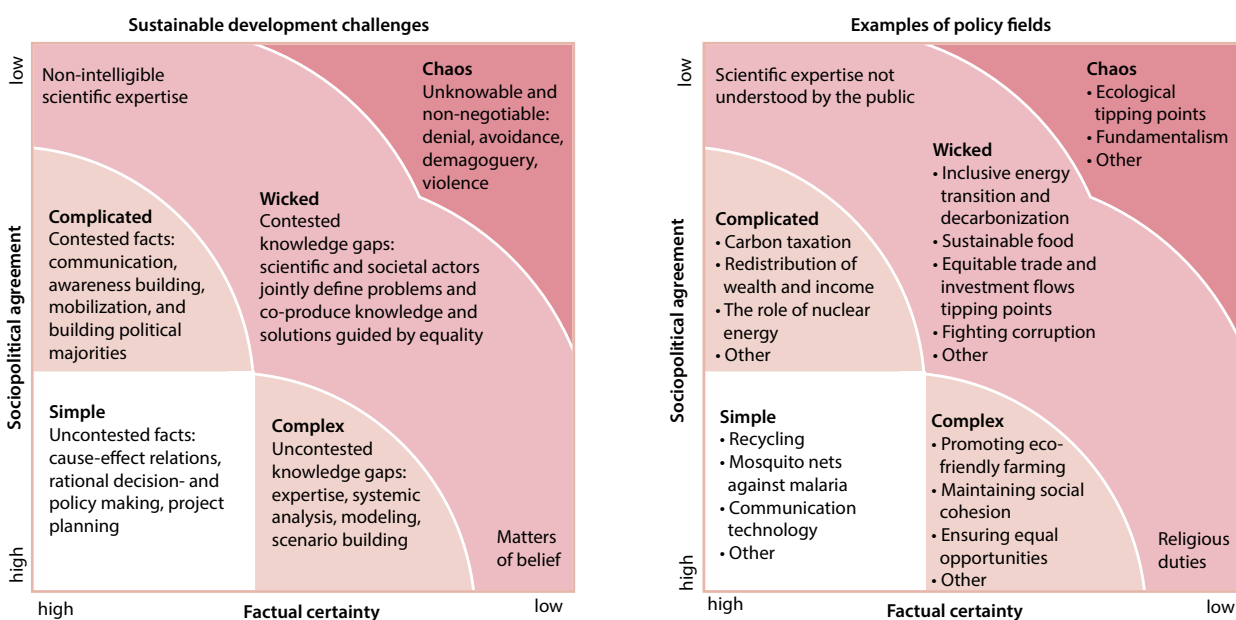 Sustainable development challenges
low
Non-intelligible
scientific expertise
Chaos
Unknowable and
non-negotiable:
denial, avoidance,
demagoguery,
violence
Complicated
Contested facts:
communication,
awareness building,
mobilization, and
building political
majorities
Wicked
Contested
knowledge gaps:
scientific and societal actors
jointly define problems and
co-produce knowledge and
solutions guided by equality
Sociopolitical agreement
Simple
Uncontested facts:
cause-effect relations,
rational decision- and
policy making, project
planning
Complex
Uncontested
knowledge gaps:
expertise, systemic
analysis, modeling,
scenario building
Matters
of belief
high
high
Factual certainty
low
Examples of policy fields
low
Scientific expertise not
understood by the public
Chaos
• Ecological
tipping points
• Fundamentalism
• Other
Wicked
• Inclusive energy
transition and
decarbonization
• Sustainable food
• Equitable trade and
investment flows
tipping points
• Fighting corruption
• Other
Complicated
• Carbon taxation
• Redistribution of
wealth and income
• The role of nuclear
energy
• Other
Sociopolitical agreement
Simple
• Recycling
• Mosquito nets
against malaria
• Communication
technology
• Other
Complex
• Promoting eco-
friendly farming
• Maintaining social
cohesion
• Ensuring equal
opportunities
• Other
Religious
duties
high
high
Factual certainty
low